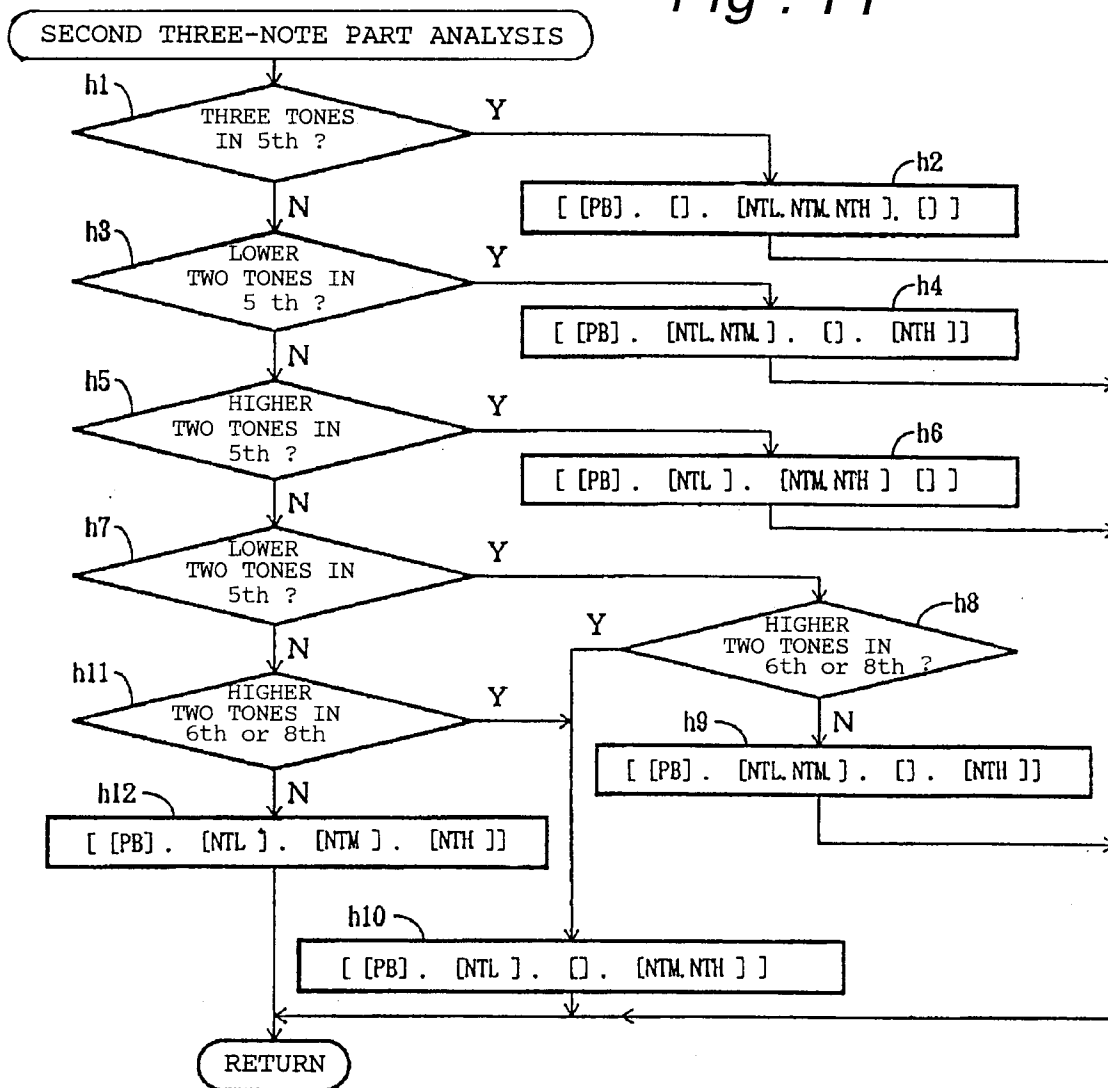 Fig . 11
SECOND THREE-NOTE PART ANALYSIS
h1
THREE TONES
IN 5th ?
Y
N
h2
[ [PB] . [] . [NTL.NTM.NTH ]. [] ]
h3
LOWER
TWO TONES IN
5 th ?
Y
N
h4
[ [PB] . [NTL.NTM.] . [] . [NTH ]]
h5
HIGHER
TWO TONES IN
5th ?
Y
N
h6
[ [PB] . [NTL ] . [NTM.NTH ] [] ]
h7
LOWER
TWO TONES IN
5th ?
Y
N
h8
HIGHER
TWO TONES IN
6th or 8th ?
Y
N
h11
HIGHER
TWO TONES IN
6th or 8th
Y
N
h9
[ [PB] . [NTL.NTM.] . [] . [NTH ]]
h12
[ [PB] . [NTL ] . [NTM ] . [NTH ]]
h10
[ [PB] . [NTL ] . [] . [NTM.NTH ] ]
RETURN